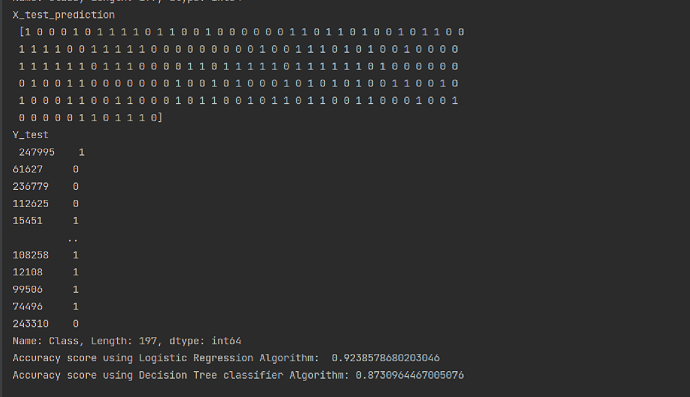 X_test_prediction
[1 0 0 0 1 0 1 1 1 1 0 1 1 0 0 1 0 0 0 0 0 0 1 1 0 1 1 0 1 0 0 1 0 1 1 0 0
1 1 1 1 0 0 1 1 1 1 1 0 0 0 0 0 0 0 0 0 1 0 0 1 1 1 0 1 0 1 0 0 1 0 0 0 0
1 1 1 1 1 1 0 1 1 1 0 0 0 0 1 1 0 1 1 1 1 0 1 1 1 1 1 1 0 1 0 0 0 0 0 0
0 1 0 0 1 1 0 0 0 0 0 0 0 1 0 0 1 0 0 0 1 0 1 0 1 0 1 0 0 1 1 0 0 1 0
1 0 0 0 1 1 0 0 1 1 0 0 0 1 0 1 1 0 0 1 0 1 1 0 1 1 0 0 1 1 0 0 0 1 0 0 1
0 0 0 0 0 1 1 0 1 1 1 0]
Y_test
247995 1
61627 0
236779 0
112625 0
15451 1
..
108258 1
12108 1
99506 1
74496 1
243310 0
Name: Class, Length: 197, dtype: int64
Accuracy score using Logistic Regression Algorithm: 0.9238578680203046
Accuracy score using Decision Tree classifier Algorithm: 0.8730964467005076